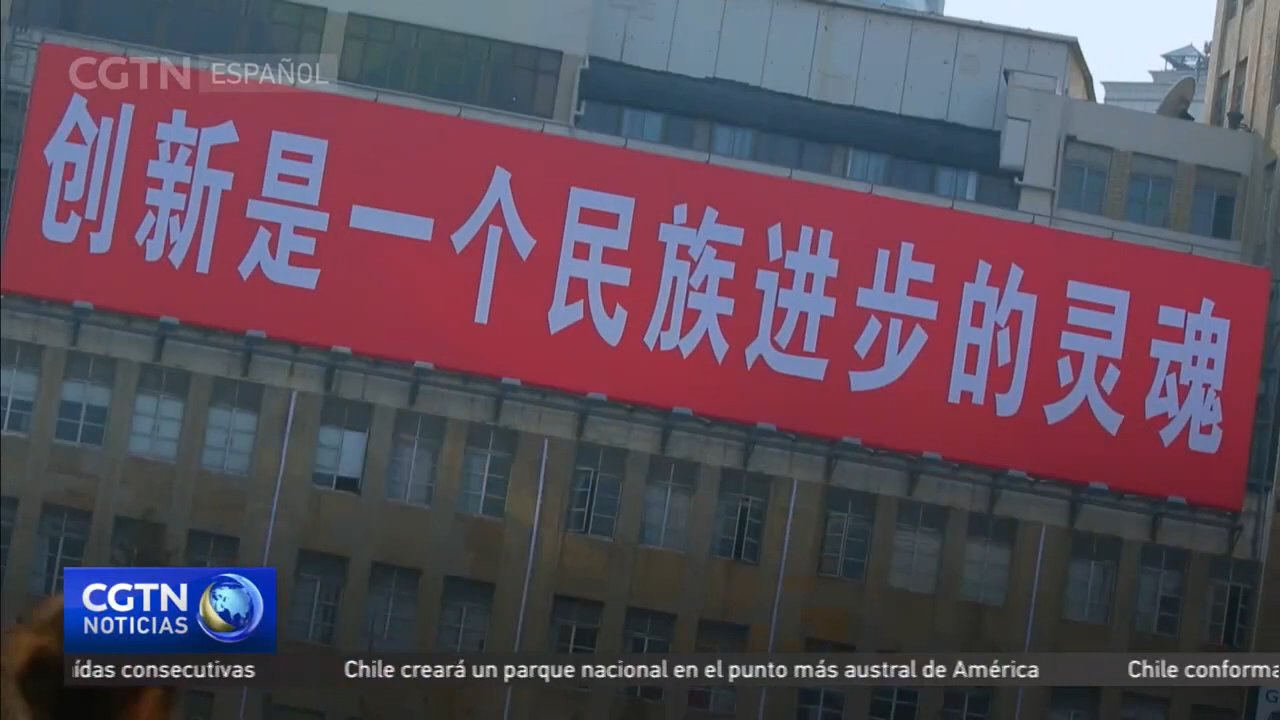 CGTN ESPAÑOL
创新是一个民族进步的灵魂
CGTN
NOTICIAS
ídas consecutivas Chile creará un parque nacional en el punto más austral de América Chile conforma